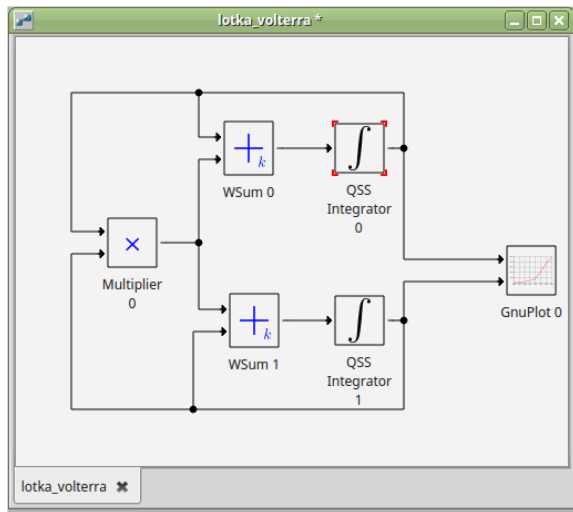 lotka_volterra *
+k
∫
WSum 0
QSS
Integrator
0
×
Multiplier
0
GnuPlot 0
+k
∫
WSum 1
QSS
Integrator
1
lotka_volterra ✖